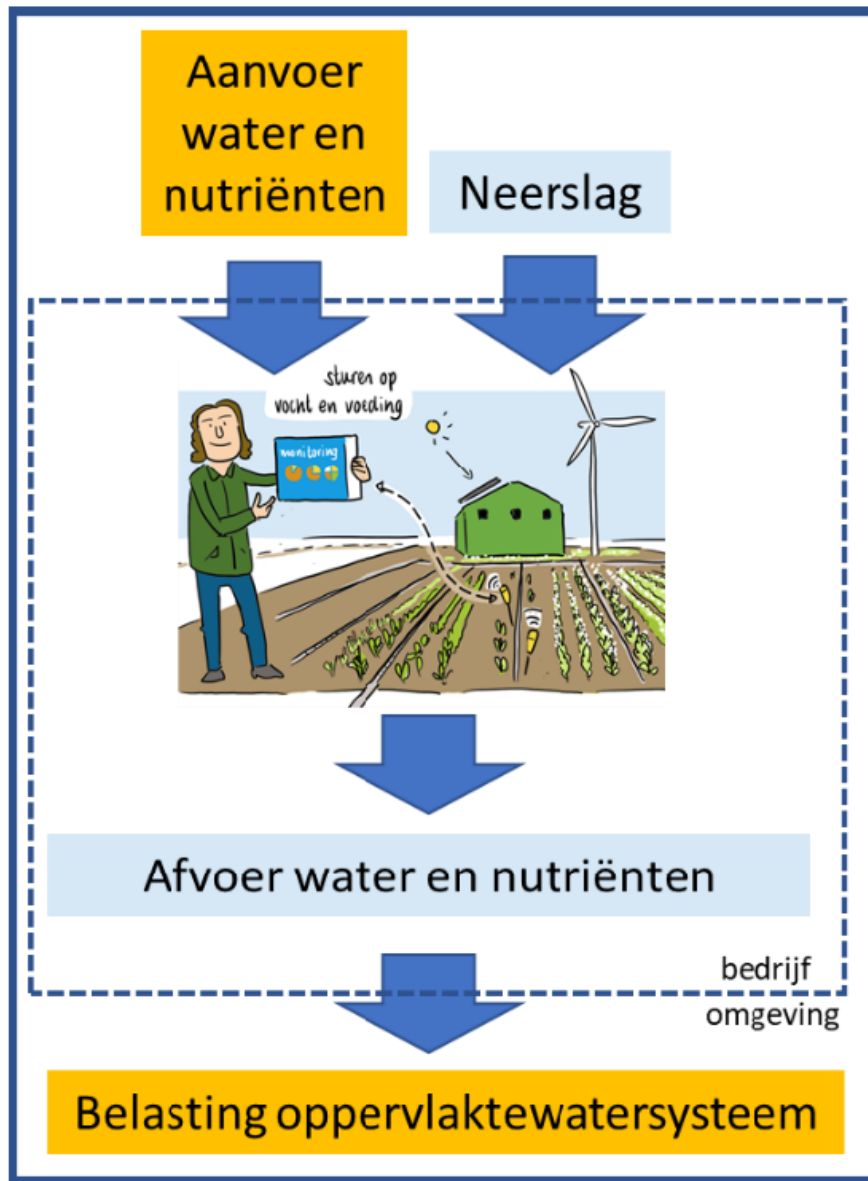 Aanvoer
water en
nutriënten
Neerslag
sturen op
vocht en voeding
monitoring
Afvoer water en nutriënten
bedrijf
omgeving
Belasting oppervlaktewatersysteem